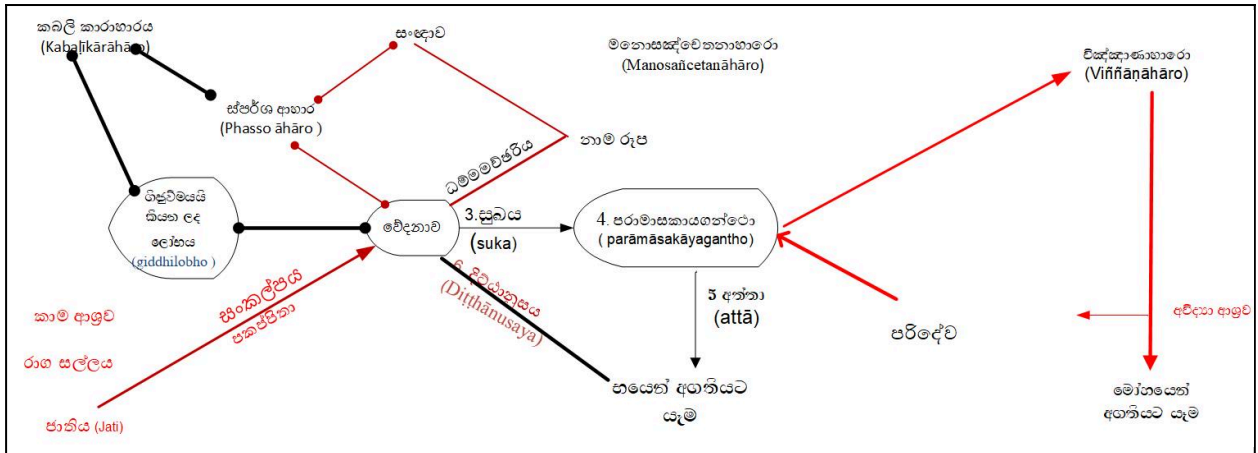 කබලි කාරාහාරය
(Kabaḷīkārāhāro)
සංඥාව
මනොසඤ්චෙතනාහාරො
(Manosañcetanāhāro)
විඤ්ඤාණාහාරො
(Viññāṇāhāro)
ස්පර්ශ ආහාර
(Phasso āhāro )
නාම රූප
ධම්මමච්ඡරිය
ගිජුවීමයයි
කියන ලද
ලෝභය
(giddhilobho )
වේදනාව
3.සුඛය
(suka)
4. පරාමාසකායගන්ථො
( parāmāsakāyagantho)
6. දිට්ඨානුසය
(Diṭṭhānusaya)
5 අත්තා
(attā)
සංකල්පය
පකප්පිතා
කාම ආශ්‍රව
රාග සල්ලය
ජාතිය (Jati)
පරිදේව
අවිද්‍යා ආශ්‍රව
භයෙන් අගතියට
යෑම
මෝහයෙන්
අගතියට යෑම